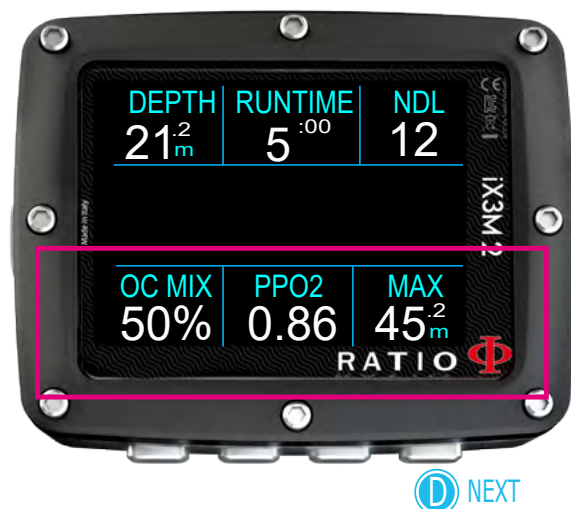 DEPTH RUNTIME NDL
21.2m 5:00 12
Made in Italy
iX3M 2
OC MIX PPO2 MAX
50% 0.86 45.2m
RATIO
D NEXT